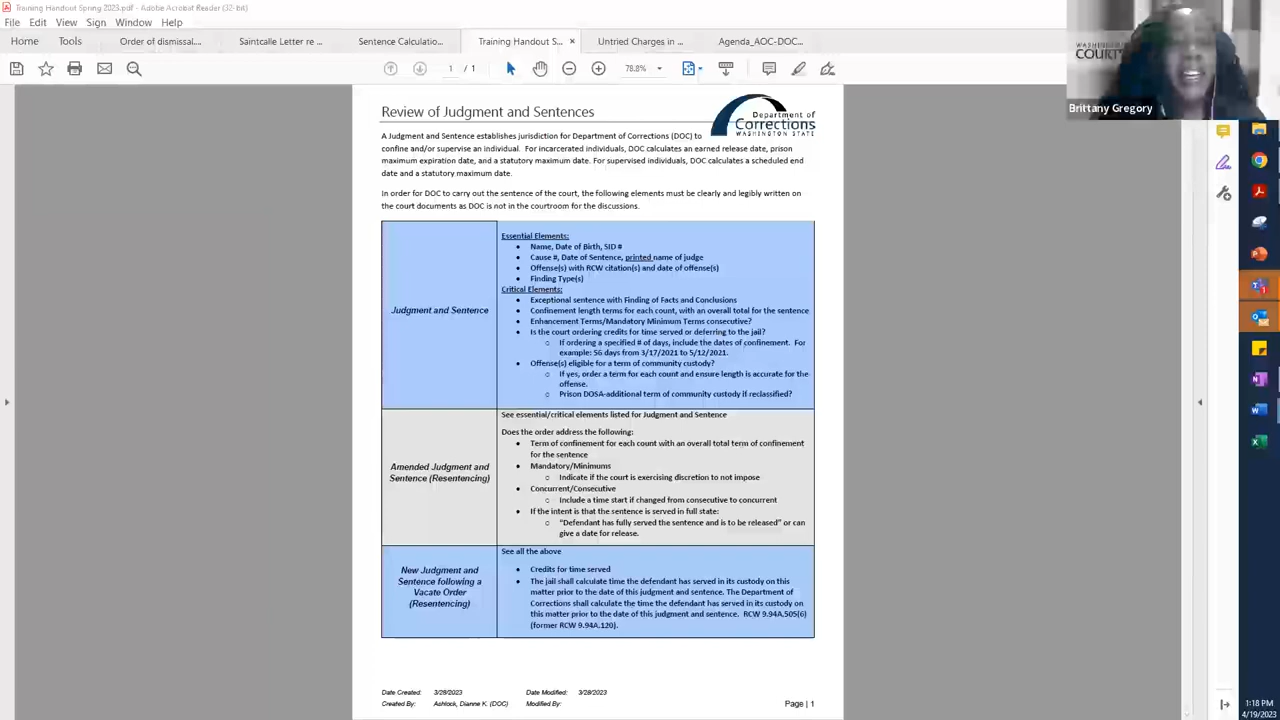 Training Handout Spring 2023.pdf - Adobe Acrobat Reader (32-bit)
File Edit View Sign Window Help
Home Tools Order of dismissal... Saintcalle Letter re ... Sentence Calculatio... Training Handout S... × Untried Charges in ... Agenda_AOC-DOC...
1 / 1 78.8%
WASHINGTON
COURT
Brittany Gregory
Review of Judgment and Sentences
Department of
Corrections
WASHINGTON STATE
A Judgment and Sentence establishes jurisdiction for Department of Corrections (DOC) to
confine and/or supervise an individual. For incarcerated individuals, DOC calculates an earned release date, prison
maximum expiration date, and a statutory maximum date. For supervised individuals, DOC calculates a scheduled end
date and a statutory maximum date.
In order for DOC to carry out the sentence of the court, the following elements must be clearly and legibly written on
the court documents as DOC is not in the courtroom for the discussions.
Judgment and Sentence
Essential Elements:
• Name, Date of Birth, SID #
• Cause #, Date of Sentence, printed name of judge
• Offense(s) with RCW citation(s) and date of offense(s)
• Finding Type(s)
Critical Elements:
• Exceptional sentence with Finding of Facts and Conclusions
• Confinement length terms for each count, with an overall total for the sentence
• Enhancement Terms/Mandatory Minimum Terms consecutive?
• Is the court ordering credits for time served or deferring to the jail?
o If ordering a specified # of days, include the dates of confinement. For
example: 56 days from 3/17/2021 to 5/12/2021.
• Offense(s) eligible for a term of community custody?
o If yes, order a term for each count and ensure length is accurate for the
offense.
o Prison DOSA-additional term of community custody if reclassified?
Amended Judgment and
Sentence (Resentencing)
See essential/critical elements listed for Judgment and Sentence
Does the order address the following:
• Term of confinement for each count with an overall total term of confinement
for the sentence
• Mandatory/Minimums
o Indicate if the court is exercising discretion to not impose
• Concurrent/Consecutive
o Include a time start if changed from consecutive to concurrent
• If the intent is that the sentence is served in full state:
o "Defendant has fully served the sentence and is to be released" or can
give a date for release.
New Judgment and
Sentence following a
Vacate Order
(Resentencing)
See all the above
• Credits for time served
• The jail shall calculate time the defendant has served in its custody on this
matter prior to the date of this judgment and sentence. The Department of
Corrections shall calculate the time the defendant has served in its custody on
this matter prior to the date of this judgment and sentence. RCW 9.94A.505(6)
(former RCW 9.94A.120).
Date Created: 3/28/2023 Date Modified: 3/28/2023
Created By: Ashlock, Dianne K. (DOC) Modified By:
Page | 1
1:18 PM
4/19/2023